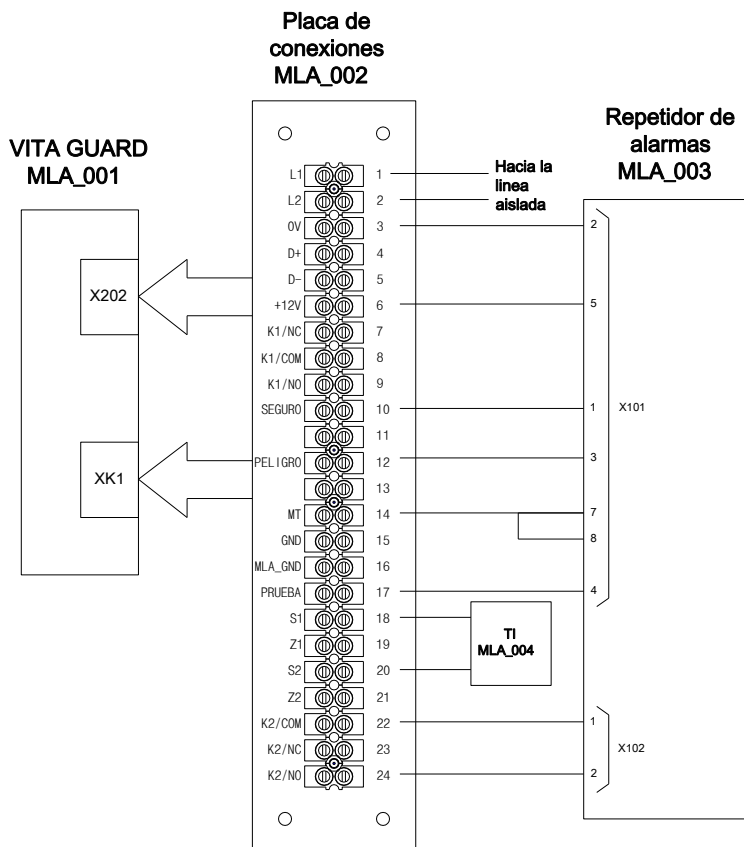 Placa de
conexiones
MLA_002
VITA GUARD
MLA_001
Repetidor de
alarmas
MLA_003
X202
XK1
L1 1
L2 2
0V 3
D+ 4
D- 5
+12V 6
K1/NC 7
K1/COM 8
K1/NO 9
SEGURO 10
11
PELIGRO 12
13
MT 14
GND 15
MLA_GND 16
PRUEBA 17
S1 18
Z1 19
S2 20
Z2 21
K2/COM 22
K2/NC 23
K2/NO 24
Hacia la
linea
aislada
TI
MLA_004
2
5
1
3
7
8
4
X101
1
2
X102